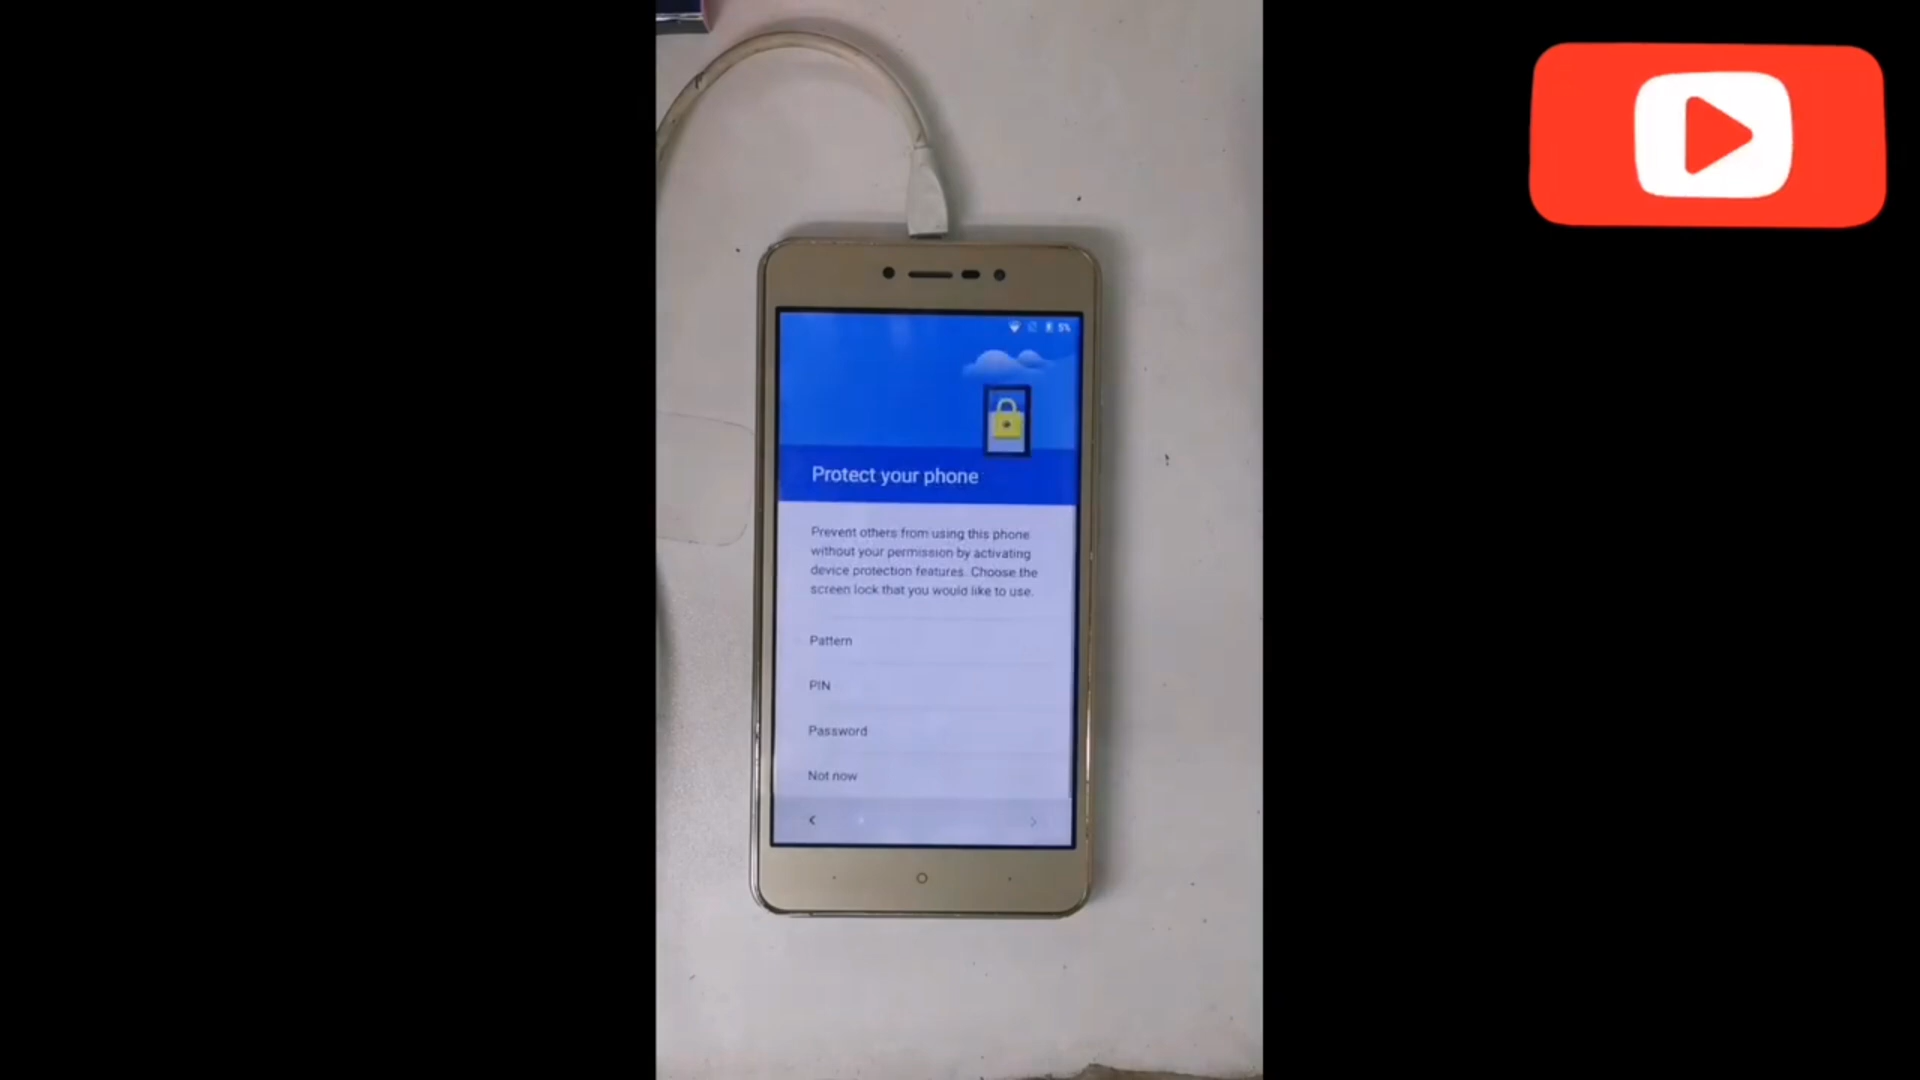 5%
Protect your phone
Prevent others from using this phone
without your permission by activating
device protection features. Choose the
screen lock that you would like to use.
Pattern
PIN
Password
Not now